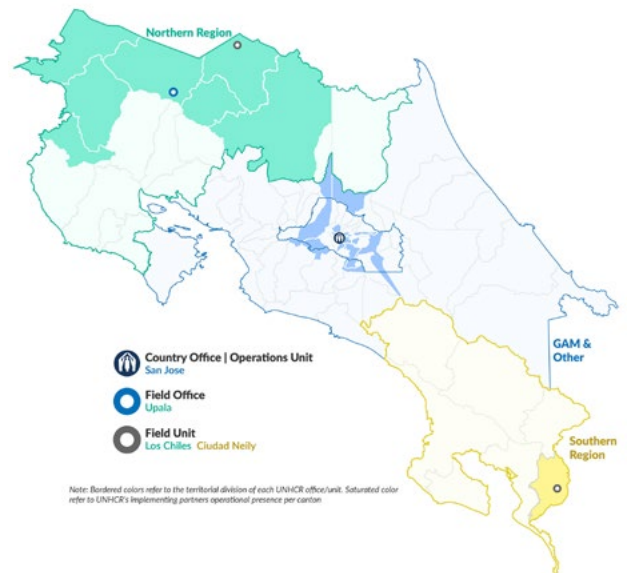 Northern Region
GAM &
Other
Country Office | Operations Unit
San Jose
Field Office
Upala
Field Unit
Los Chiles Ciudad Neily
Southern
Region
Note: Bordered colors refer to the territorial division of each UNHCR office/unit. Saturated color
refer to UNHCR's implementing partners operational presence per canton